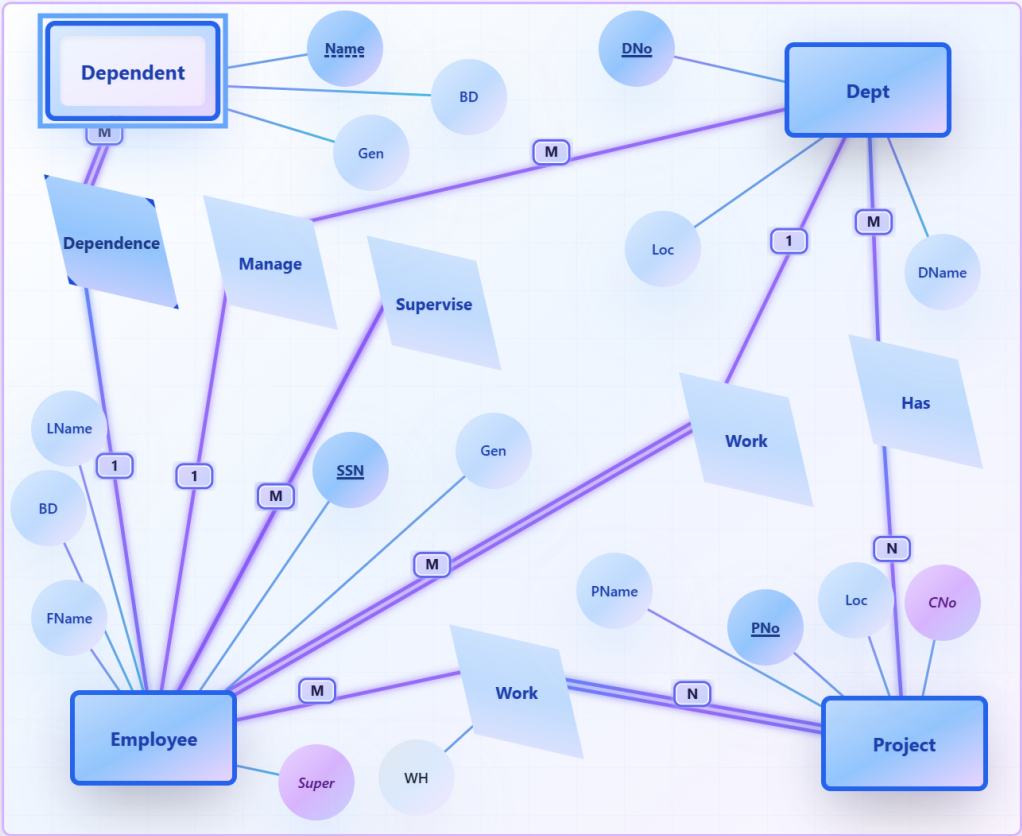 Name
DNo
Dependent
Dept
BD
M
Gen
M
Dependence
Manage
Supervise
Loc
1
M
DName
LName
1
1
M
SSN
Gen
Work
Has
BD
M
N
FName
PName
PNo
Loc
CNo
M
Work
N
Employee
Project
Super
WH